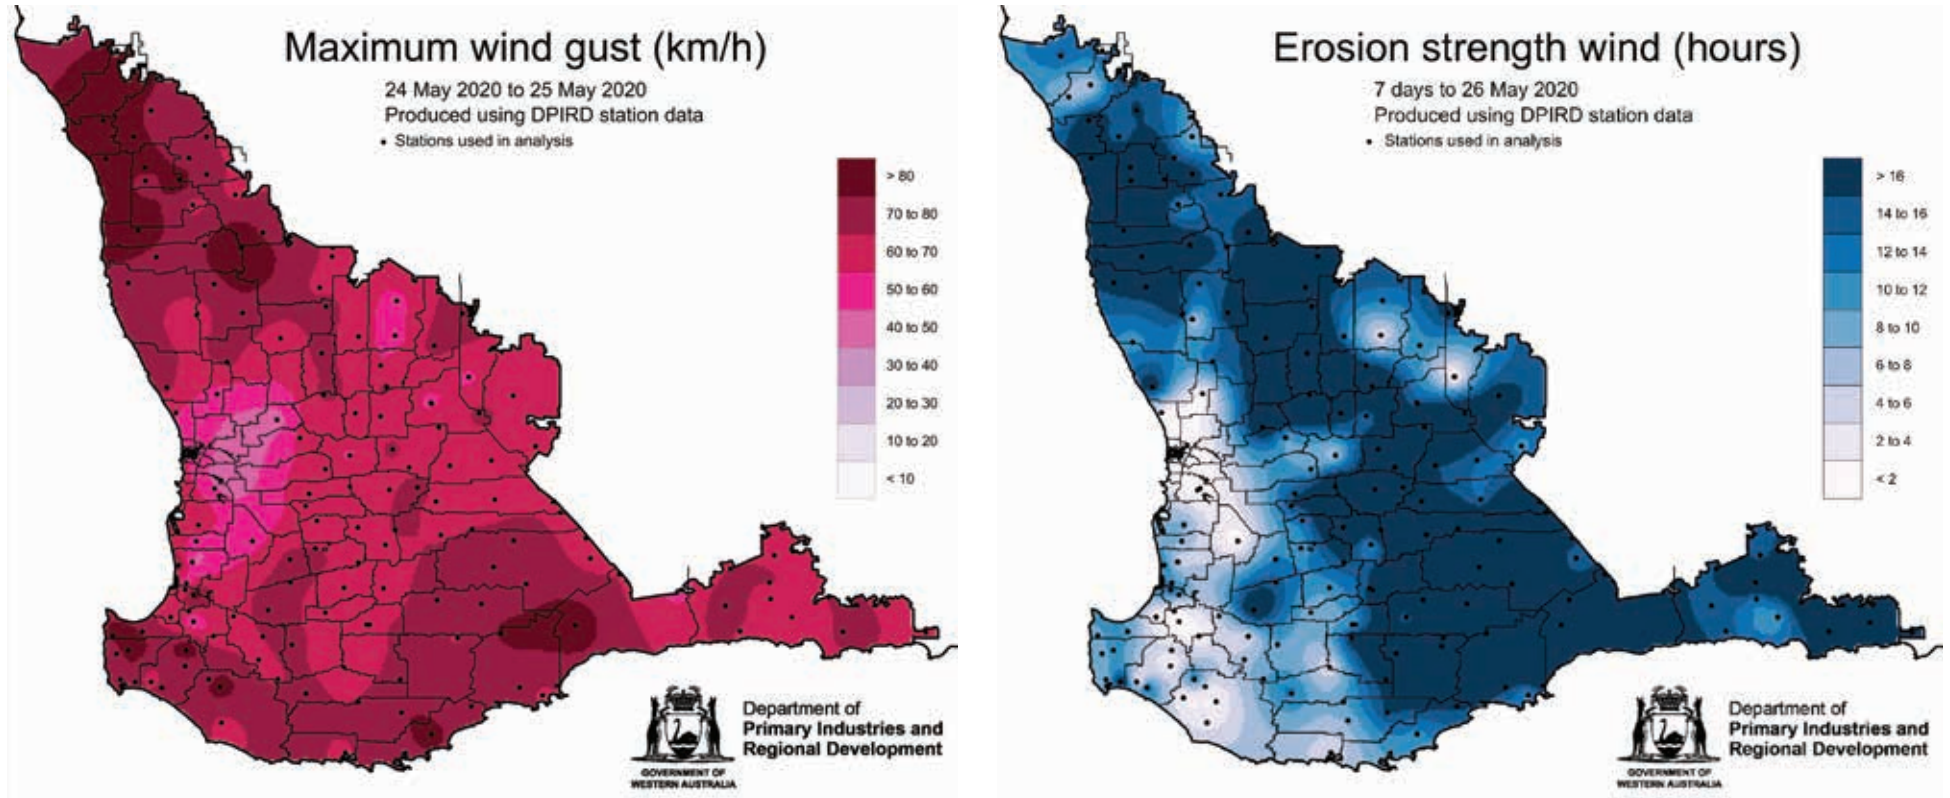 Maximum wind gust (km/h)
24 May 2020 to 25 May 2020
Produced using DPIRD station data
• Stations used in analysis
> 80
70 to 80
60 to 70
50 to 60
40 to 50
30 to 40
20 to 30
10 to 20
< 10
GOVERNMENT OF
WESTERN AUSTRALIA
Department of
Primary Industries and
Regional Development
Erosion strength wind (hours)
7 days to 26 May 2020
Produced using DPIRD station data
• Stations used in analysis
> 16
14 to 16
12 to 14
10 to 12
8 to 10
6 to 8
4 to 6
2 to 4
< 2
GOVERNMENT OF
WESTERN AUSTRALIA
Department of
Primary Industries and
Regional Development